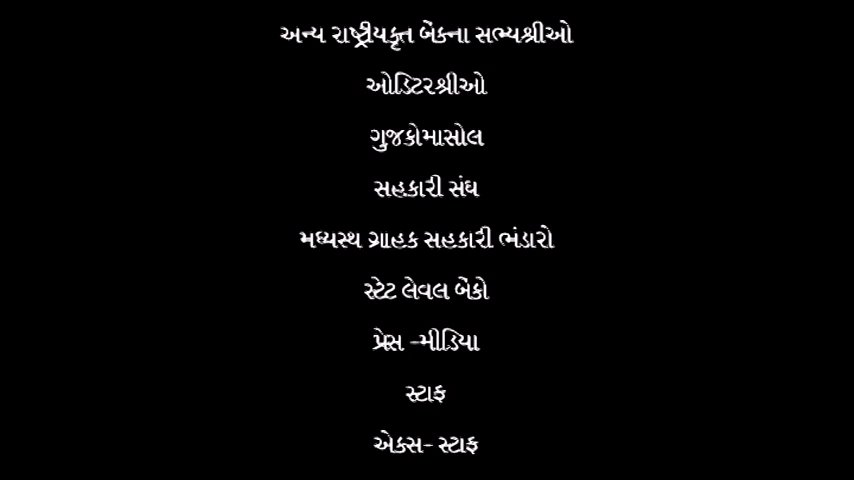 અન્ય રાષ્ટ્રીયકૃત બેંકના સભ્યશ્રીઓ
ઓડિટરશ્રીઓ
ગુજકોમાસોલ
સહકારી સંઘ
મધ્યસ્થ ગ્રાહક સહકારી ભંડારો
સ્ટેટ લેવલ બેંકો
પ્રેસ -મીડિયા
સ્ટાફ
એક્સ- સ્ટાફ